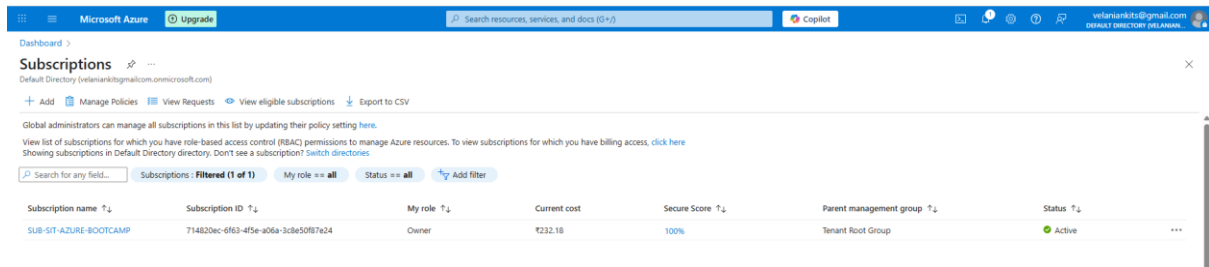 Microsoft Azure Upgrade Search resources, services, and docs (G+/) Copilot 1 velaniankits@gmail.com
DEFAULT DIRECTORY (VELANIAN...
Dashboard >
Subscriptions ...
Default Directory (velaniankitsgmailcom.onmicrosoft.com)
+ Add Manage Policies View Requests View eligible subscriptions Export to CSV
Global administrators can manage all subscriptions in this list by updating their policy setting here.
View list of subscriptions for which you have role-based access control (RBAC) permissions to manage Azure resources. To view subscriptions for which you have billing access, click here
Showing subscriptions in Default Directory directory. Don't see a subscription? Switch directories
Search for any field... Subscriptions : Filtered (1 of 1) My role == all Status == all Add filter
Subscription name ↑↓ Subscription ID ↑↓ My role ↑↓ Current cost Secure Score ↑↓ Parent management group ↑↓ Status ↑↓
SUB-SIT-AZURE-BOOTCAMP 714820ec-6f63-4f5e-a06a-3c8e50f87e24 Owner ₹232.18 100% Tenant Root Group Active ...